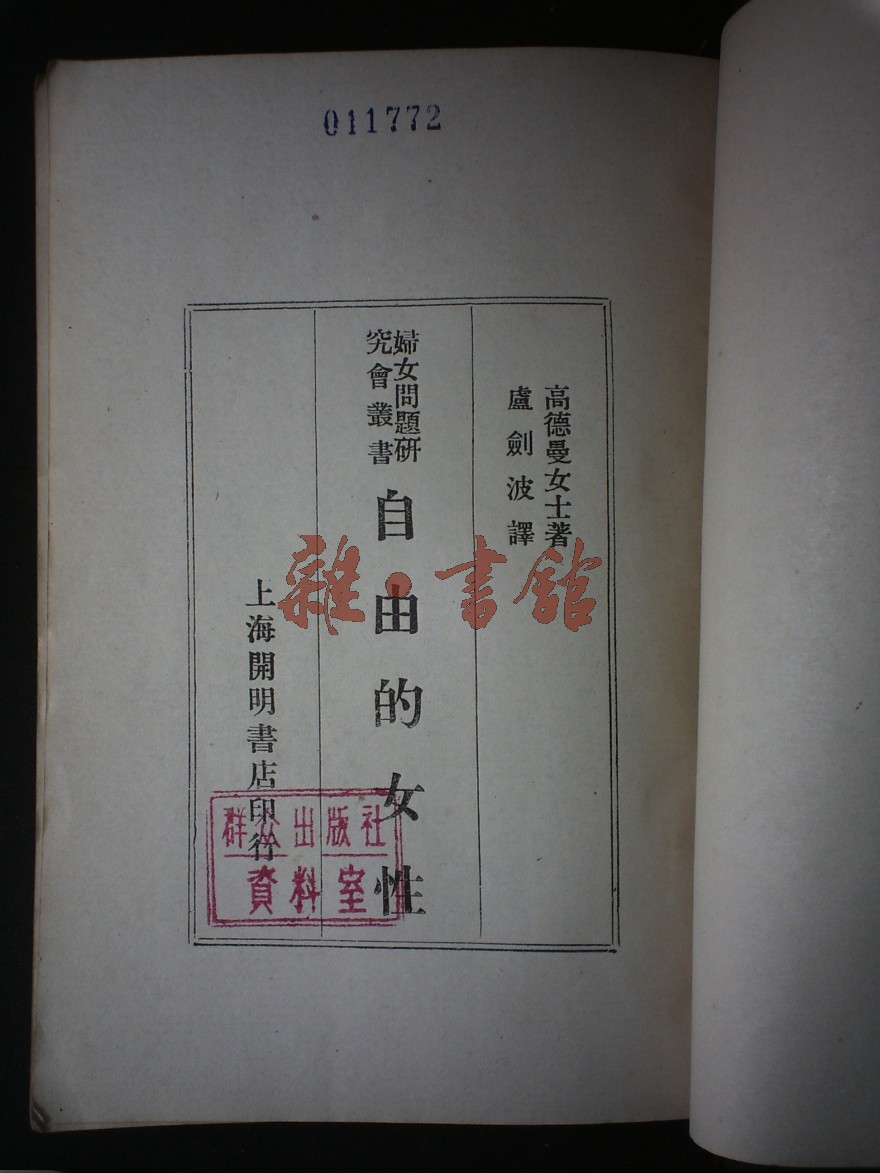 011772
高德曼女士著
盧劍波譯
婦女問題研
究會叢書
自由的女性
上海開明書店印行
群众出版社
資料室
雜·書館